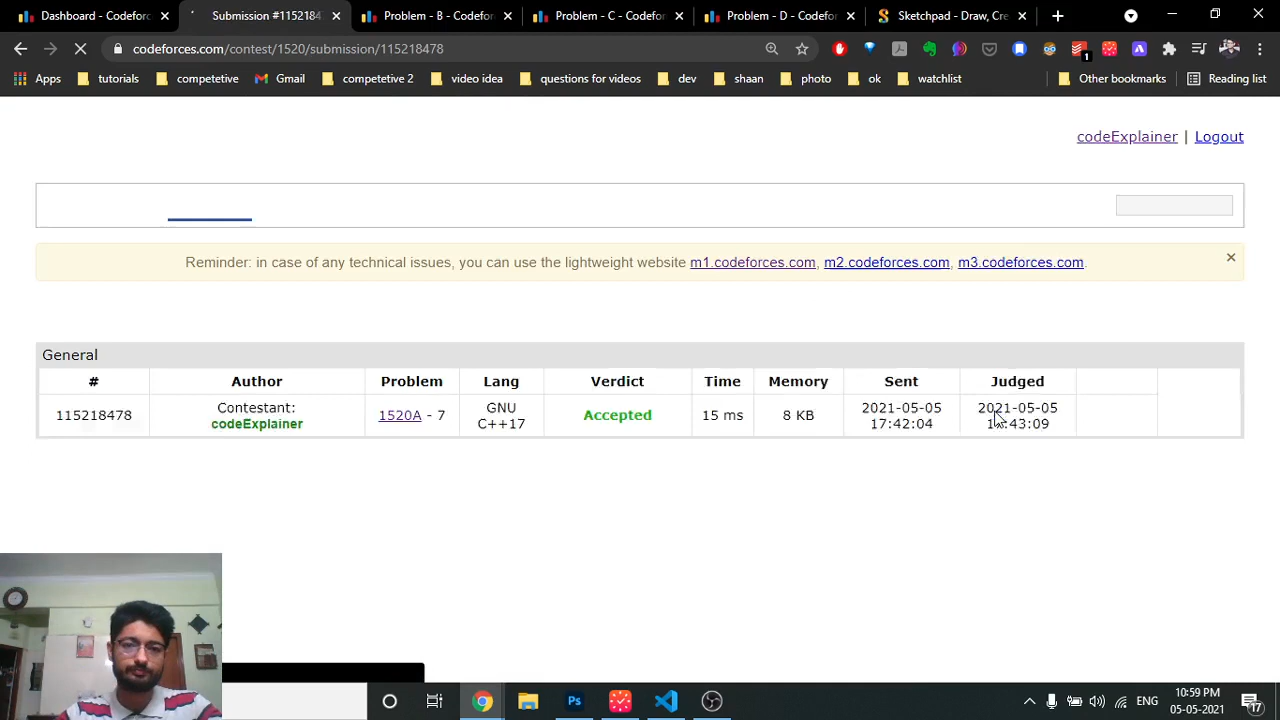 Dashboard - Codeforces
Submission #1152184
Problem - B - Codefor
Problem - C - Codefor
Problem - D - Codefor
Sketchpad - Draw, Cre
codeforces.com/contest/1520/submission/115218478
1
Apps
tutorials
competetive
Gmail
competetive 2
video idea
questions for videos
dev
shaan
photo
ok
watchlist
Other bookmarks
Reading list
codeExplainer | Logout
Reminder: in case of any technical issues, you can use the lightweight website m1.codeforces.com, m2.codeforces.com, m3.codeforces.com.
General
# Author Problem Lang Verdict Time Memory Sent Judged
115218478 Contestant: codeExplainer 1520A - 7 GNU C++17 Accepted 15 ms 8 KB 2021-05-05 17:42:04 2021-05-05 17:43:09
ENG
10:59 PM
05-05-2021
17